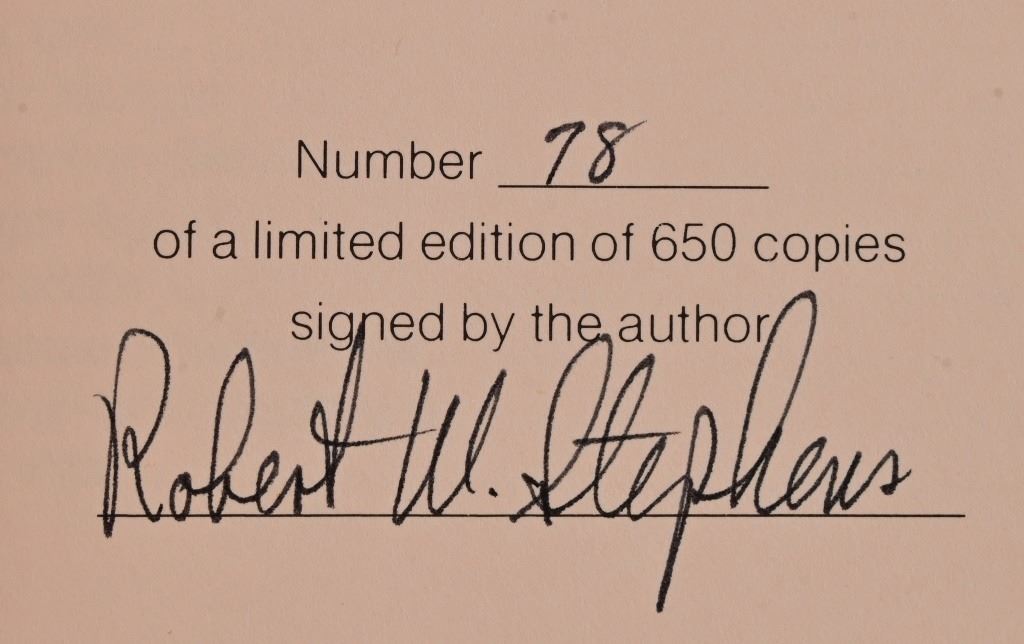 Number 78
of a limited edition of 650 copies
signed by the author
Robert W. Stephens